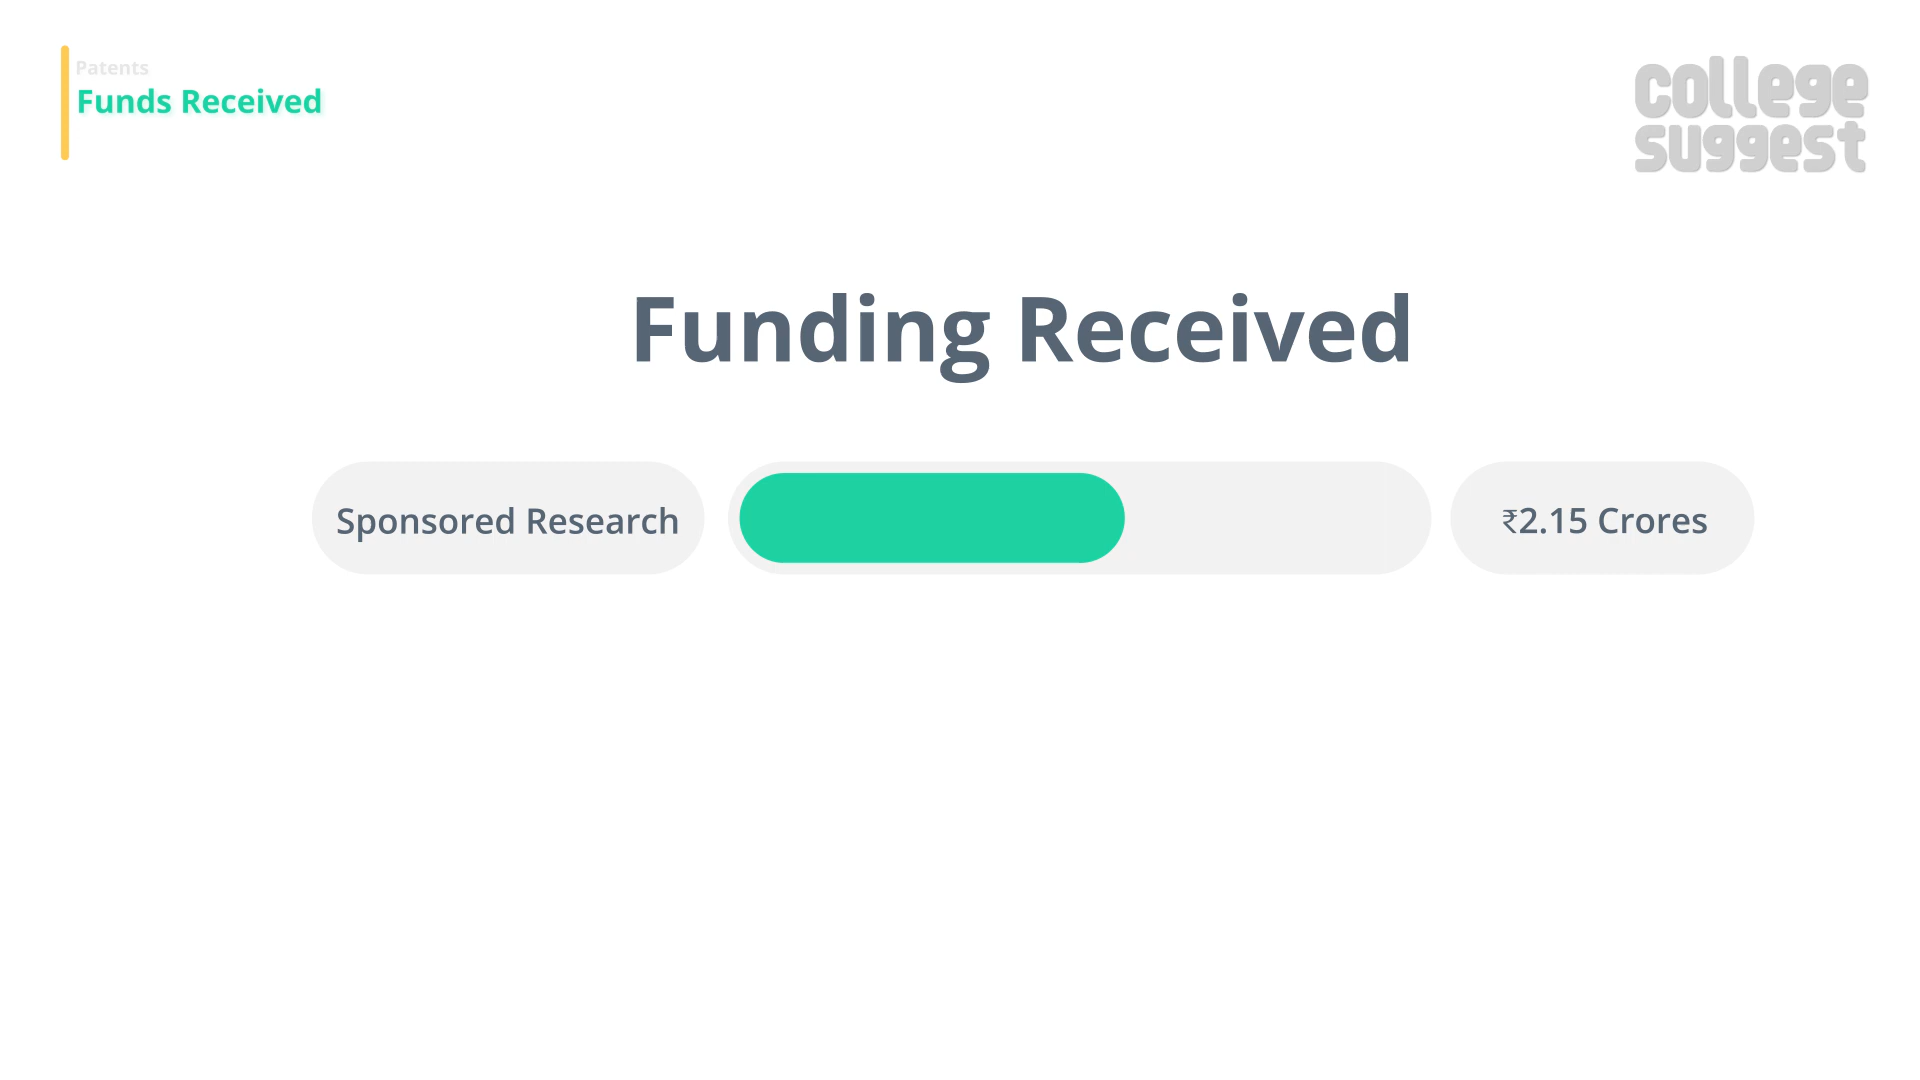 Patents
Funds Received
college
suggest
Funding Received
Sponsored Research
₹2.15 Crores